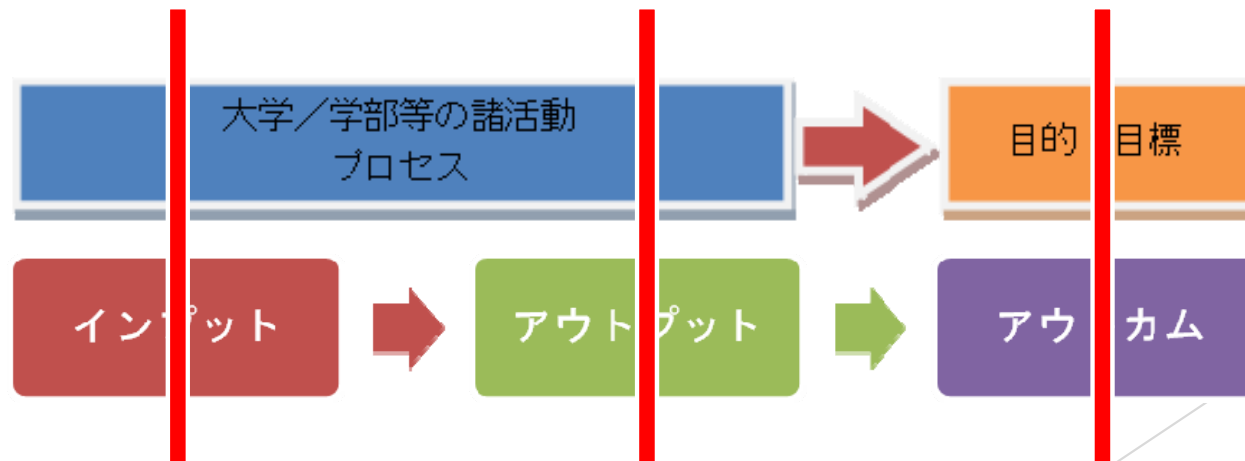 大学／学部等の諸活動
プロセス
目的 目標
インプット
アウトプット
アウ カム